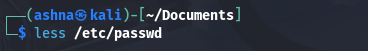 ┌──(ashna㉿kali)-[~/Documents]
└─$ less /etc/passwd